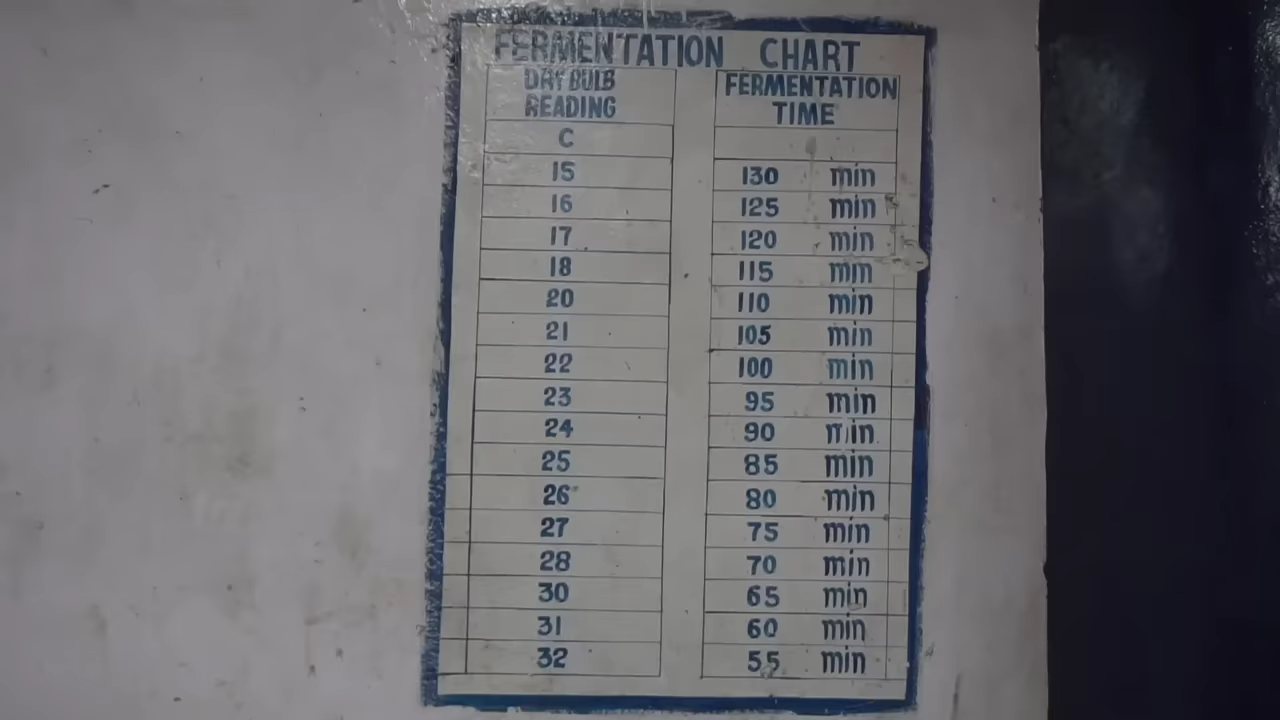 FERMENTATION CHART
DAY BULB READING FERMENTATION TIME
C
15 130 min
16 125 min
17 120 min
18 115 min
20 110 min
21 105 min
22 100 min
23 95 min
24 90 min
25 85 min
26 80 min
27 75 min
28 70 min
30 65 min
31 60 min
32 55 min